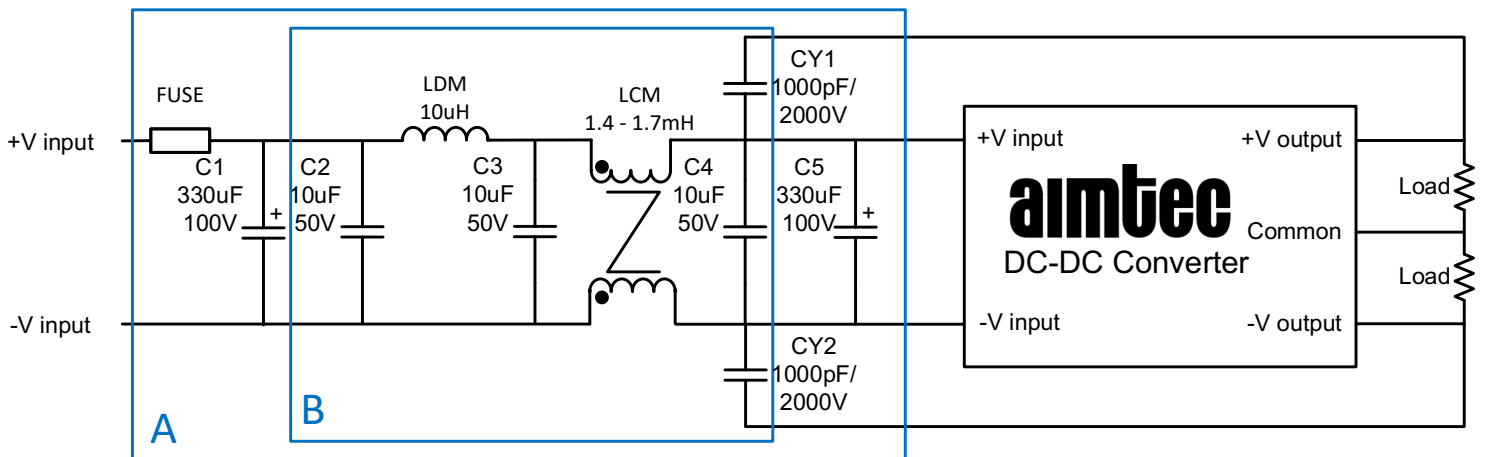 FUSE
+V input
-V input
C1
330uF
100V
+
C2
10uF
50V
LDM
10uH
C3
10uF
50V
LCM
1.4 - 1.7mH
CY1
1000pF/
2000V
C4
10uF
50V
C5
330uF
100V
+
CY2
1000pF/
2000V
A
B
+V input
-V input
aimtec
DC-DC Converter
+V output
Common
-V output
Load
Load